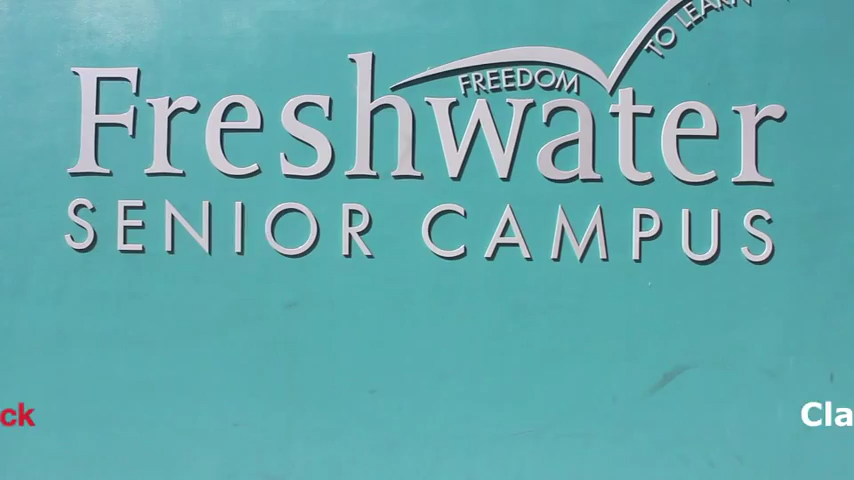 FREEDOM TO LEARN
Freshwater
SENIOR CAMPUS
ck
Cla